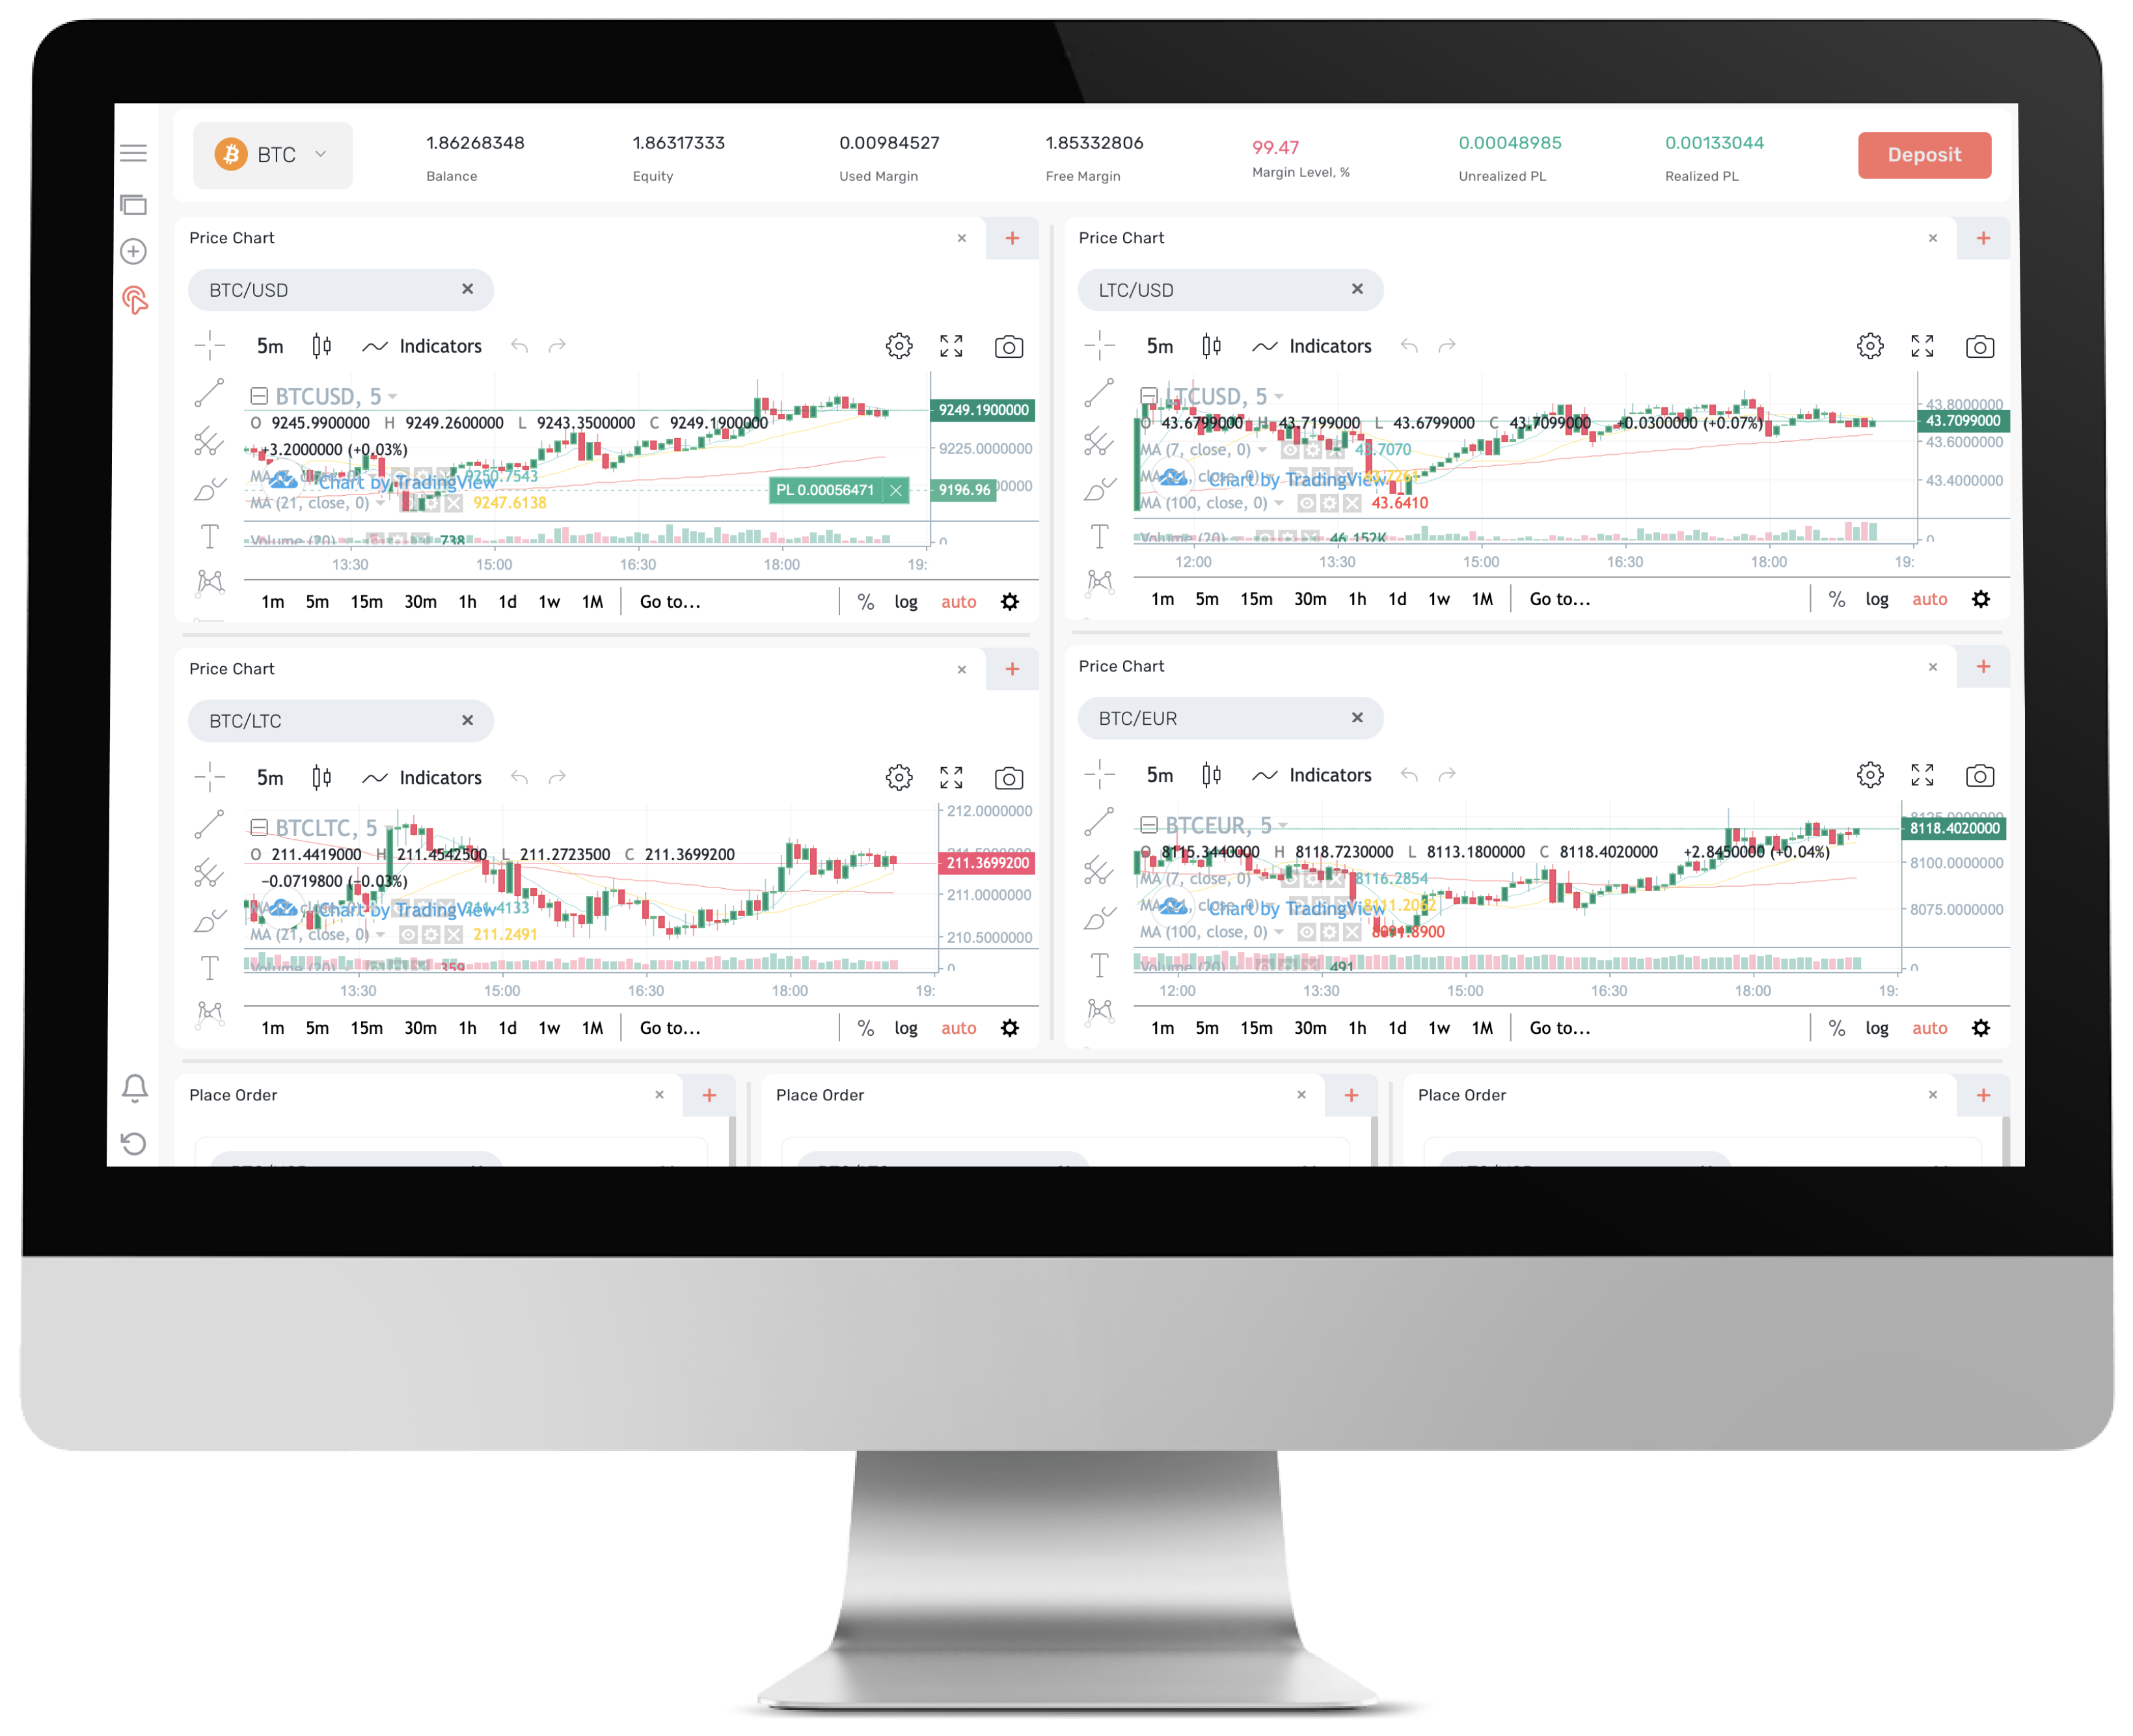 BTC
1.86268348 1.86317333 0.00984527 1.85332806 99.47 0.00048985 0.00133044
Deposit
Balance Equity Used Margin Free Margin Margin Level, % Unrealized PL Realized PL
Price Chart
BTC/USD
5m Indicators
BTCUSD, 5
O 9245.9900000 H 9249.2600000 L 9243.3500000 C 9249.1900000
+3.2000000 (+0.03%)
9250.7543
Chart by TradingView
MA (21, close, 0) 9247.6138
Volume (20) 738
9249.1900000
9225.0000000
PL 0.00056471
9196.96
0
13:30 15:00 16:30 18:00 19:
1m 5m 15m 30m 1h 1d 1w 1M Go to... % log auto
Price Chart
LTC/USD
5m Indicators
LTCUSD, 5
O 43.6799000 H 43.7199000 L 43.6799000 C 43.7099000 +0.0300000 (+0.07%)
MA (7, close, 0) 43.7070
Chart by TradingView
MA (100, close, 0) 43.6410
Volume (20) 46.152K
43.8000000
43.7099000
43.6000000
43.4000000
0
12:00 13:30 15:00 16:30 18:00 19:
1m 5m 15m 30m 1h 1d 1w 1M Go to... % log auto
Price Chart
BTC/LTC
5m Indicators
BTCLTC, 5
O 211.4419000 H 211.4542500 L 211.2723500 C 211.3699200
−0.0719800 (−0.03%)
211.4133
Chart by TradingView
MA (21, close, 0) 211.2491
Volume (20) 359
212.0000000
211.3699200
211.0000000
210.5000000
0
13:30 15:00 16:30 18:00 19:
1m 5m 15m 30m 1h 1d 1w 1M Go to... % log auto
Price Chart
BTC/EUR
5m Indicators
BTCEUR, 5
O 8115.3440000 H 8118.7230000 L 8113.1800000 C 8118.4020000 +2.8450000 (+0.04%)
MA (7, close, 0) 8116.2854
8111.2062
Chart by TradingView
MA (100, close, 0) 8091.8900
Volume (20) 491
8118.4020000
8100.0000000
8075.0000000
0
12:00 13:30 15:00 16:30 18:00 19:
1m 5m 15m 30m 1h 1d 1w 1M Go to... % log auto
Place Order
Place Order
Place Order